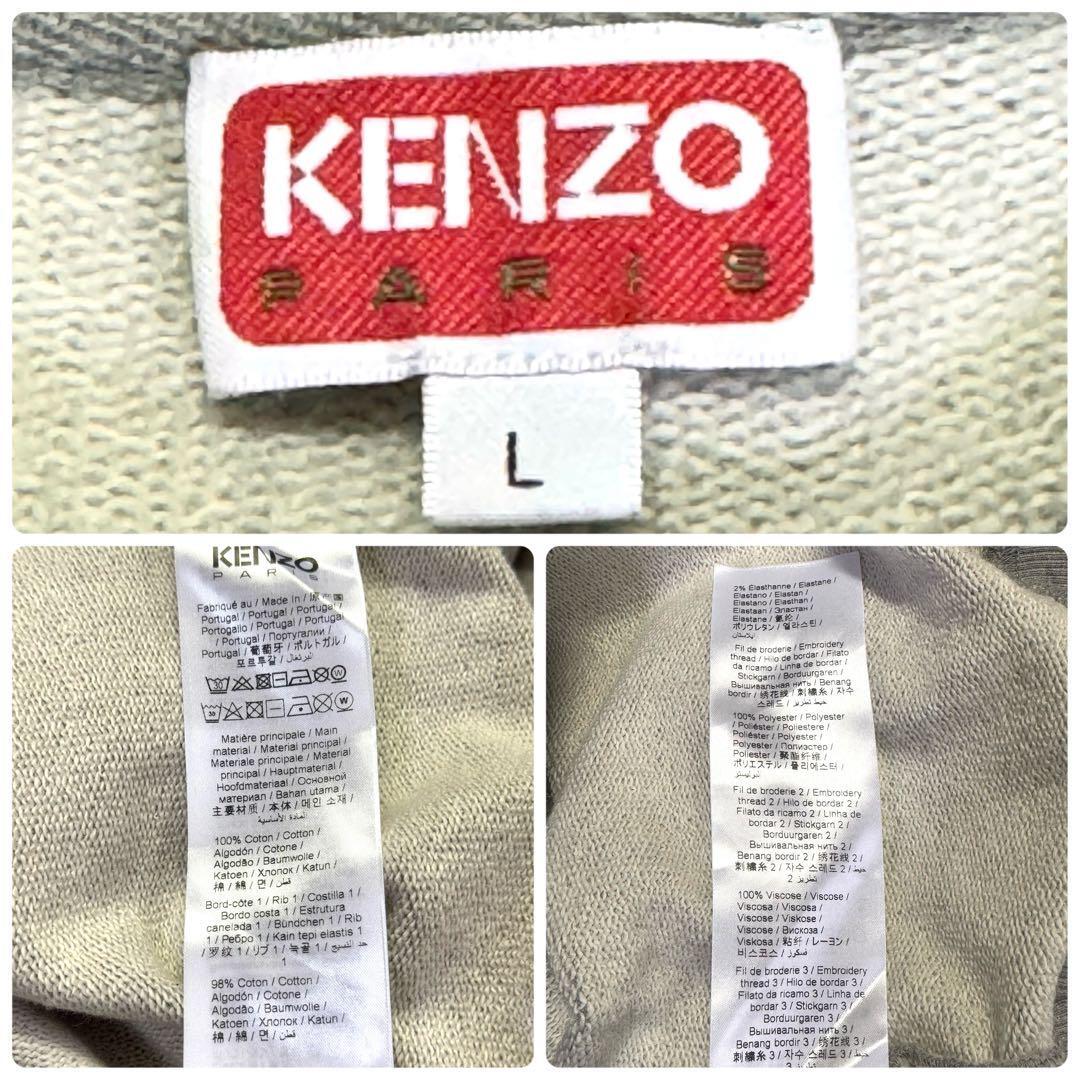 KENZO
PARIS
L
KENZO
PARIS
Fabriqué au / Made in / 原产国
Portugal / Portugal / Portugal /
Portogallo / Portugal / Portugal
/ Portugal / Португалии /
Portugal / 葡萄牙 / ポルトガル /
포르투갈 / البرتغال
Matière principale / Main
material / Material principal /
Materiale principale / Material
principal / Hauptmaterial /
Hoofdmateriaal / Основной
материал / Bahan utama /
主要材质 / 本体 / 메인 소재 /
المادة الأساسية
100% Coton / Cotton /
Algodón / Cotone /
Algodão / Baumwolle /
Katoen / Хлопок / Katun /
棉 / 綿 / 면 / قطن
Bord-côte 1 / Rib 1 / Costilla 1 /
Bordo costa 1 / Estrutura
canelada 1 / Bündchen 1 / Rib
1 / Ребро 1 / Kain tepi elastis 1
/ 罗纹 1 / リブ 1 / 늑골 1 / حد النسيج
1
98% Coton / Cotton /
Algodón / Cotone /
Algodão / Baumwolle /
Katoen / Хлопок / Katun /
棉 / 綿 / 면 / قطن
2% Élasthanne / Elastane /
Elastano / Elastan /
Elastano / Elasthan /
Elastaan / Эластан /
Elastane / 氨纶 /
ポリウレタン / 엘라스틴 /
إيلاستان
Fil de broderie / Embroidery
thread / Hilo de bordar / Filato
da ricamo / Linha de bordar /
Stickgarn / Borduurgaren /
Вышивальная нить / Benang
bordir / 绣花线 / 刺繍糸 / 자수
스레드 / خيط تطريز
100% Polyester / Polyester
/ Poliéster / Poliestere /
Poliéster / Polyester /
Polyester / Полиэстер /
Polyester / 聚酯纤维 /
ポリエステル / 폴리에스터 /
بوليستر
Fil de broderie 2 / Embroidery
thread 2 / Hilo de bordar 2 /
Filato da ricamo 2 / Linha de
bordar 2 / Stickgarn 2 /
Borduurgaren 2 /
Вышивальная нить 2 /
Benang bordir 2 / 绣花线 2 /
刺繍糸 2 / 자수 스레드 2 / خيط
تطريز 2
100% Viscose / Viscose /
Viscosa / Viscosa /
Viscose / Viskose /
Viscose / Вискоза /
Viskosa / 粘纤 / レーヨン /
비스코스 / فسكوز
Fil de broderie 3 / Embroidery
thread 3 / Hilo de bordar 3 /
Filato da ricamo 3 / Linha de
bordar 3 / Stickgarn 3 /
Borduurgaren 3 /
Вышивальная нить 3 /
Benang bordir 3 / 绣花线 3 /
刺繍糸 3 / 자수 스레드 3 /